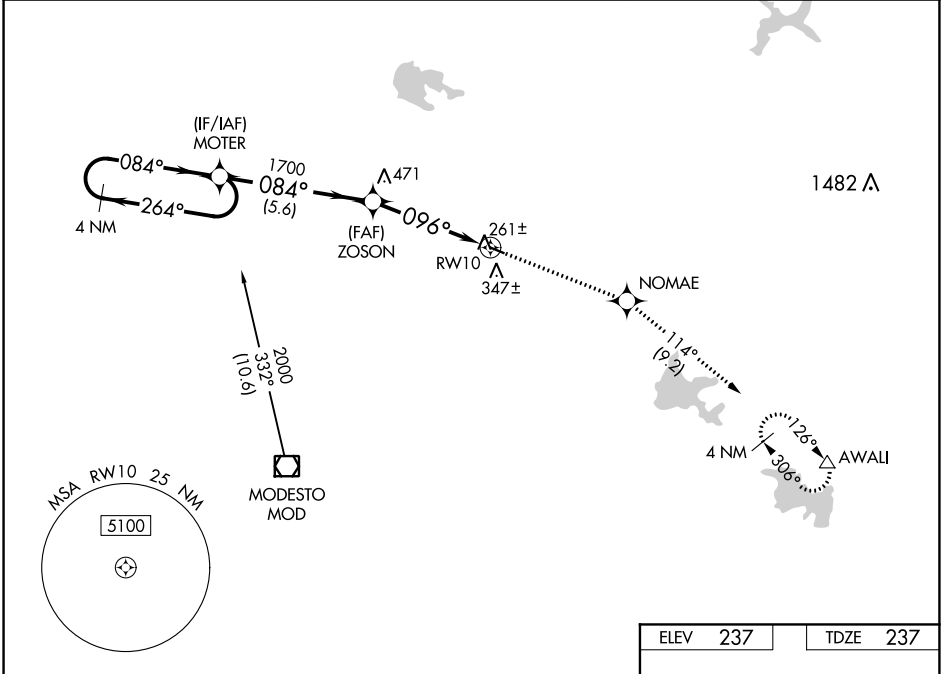 (IF/IAF)
MOTER
084°
264°
4 NM
1700
084°
(5.6)
471
(FAF)
ZOSON
096°
261±
RW10
347±
1482
NOMAE
114°
(9.2)
2000
332°
(10.6)
MODESTO
MOD
4 NM
126°
306°
AWALI
MSA RW10 25 NM
5100
ELEV 237
TDZE 237